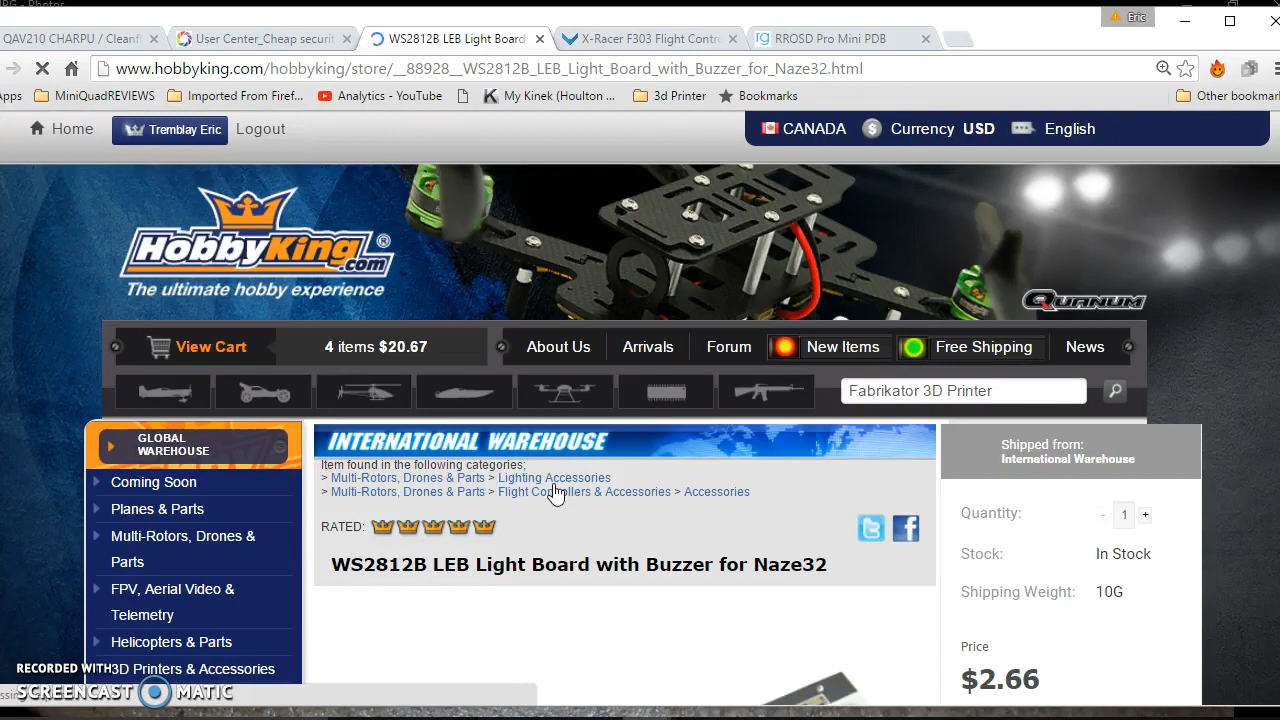 RG - Photos
Eric
QAV210 CHARPU / Cleanfl
User Center_Cheap securit
WS2812B LEB Light Board
X-Racer F303 Flight Contro
RROSD Pro Mini PDB
www.hobbyking.com/hobbyking/store/__88928__WS2812B_LEB_Light_Board_with_Buzzer_for_Naze32.html
Apps
MiniQuadREVIEWS
Imported From Firef...
Analytics - YouTube
My Kinek (Houlton ...
3d Printer
Bookmarks
Other bookmar
Home
Tremblay Eric
Logout
CANADA
Currency USD
English
HobbyKing.com®
The ultimate hobby experience
QUANUM
View Cart
4 items $20.67
About Us
Arrivals
Forum
New Items
Free Shipping
News
Fabrikator 3D Printer
GLOBAL
WAREHOUSE
Coming Soon
Planes & Parts
Multi-Rotors, Drones &
Parts
FPV, Aerial Video &
Telemetry
Helicopters & Parts
3D Printers & Accessories
INTERNATIONAL WAREHOUSE
Item found in the following categories:
> Multi-Rotors, Drones & Parts > Lighting Accessories
> Multi-Rotors, Drones & Parts > Flight Controllers & Accessories > Accessories
RATED:
WS2812B LEB Light Board with Buzzer for Naze32
Shipped from:
International Warehouse
Quantity:
- 1 +
Stock:
In Stock
Shipping Weight:
10G
Price
$2.66
RECORDED WITH
SCREENCAST MATIC